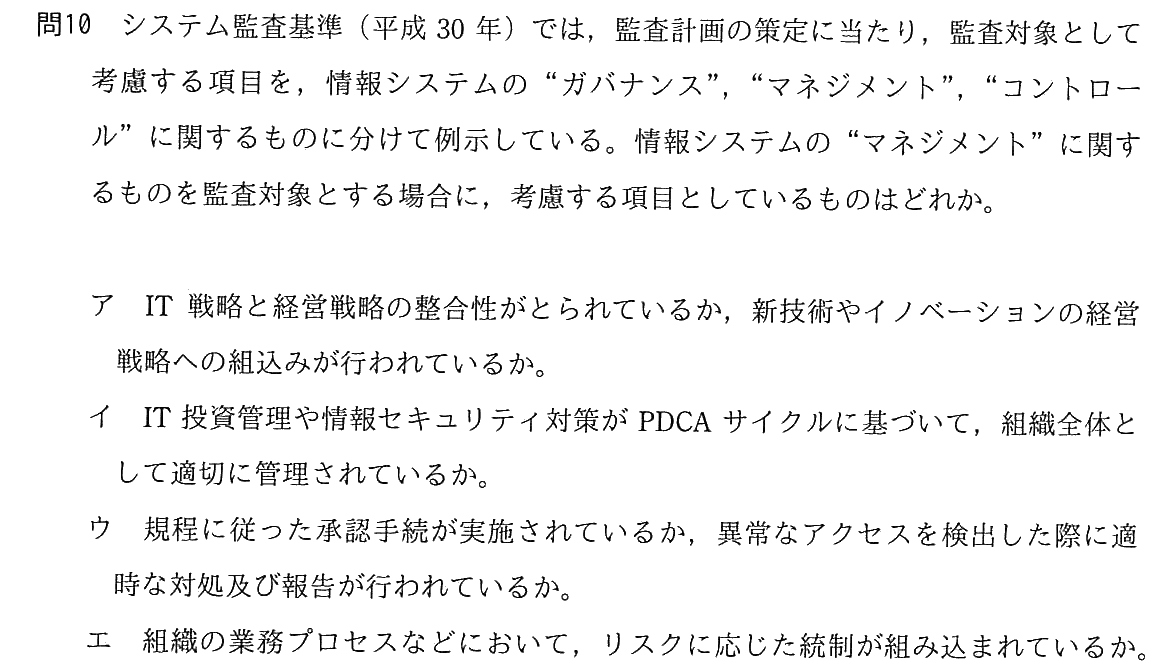 問10 システム監査基準（平成 30 年）では，監査計画の策定に当たり，監査対象として
考慮する項目を，情報システムの“ガバナンス”，“マネジメント”，“コントロー
ル”に関するものに分けて例示している。情報システムの“マネジメント”に関す
るものを監査対象とする場合に，考慮する項目としているものはどれか。
ア IT 戦略と経営戦略の整合性がとられているか，新技術やイノベーションの経営
戦略への組込みが行われているか。
イ IT 投資管理や情報セキュリティ対策が PDCA サイクルに基づいて，組織全体と
して適切に管理されているか。
ウ 規程に従った承認手続が実施されているか，異常なアクセスを検出した際に適
時な対処及び報告が行われているか。
エ 組織の業務プロセスなどにおいて，リスクに応じた統制が組み込まれているか。